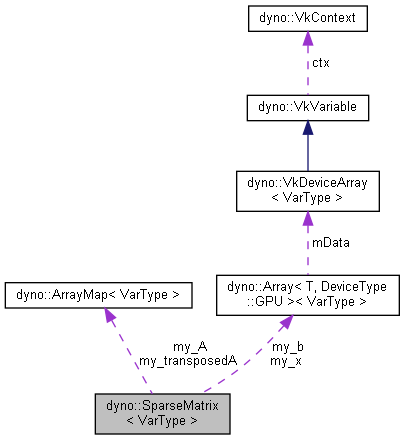 dyno::VkContext
ctx
dyno::VkVariable
dyno::VkDeviceArray
< VarType >
mData
dyno::ArrayMap< VarType >
dyno::Array< T, DeviceType
::GPU >< VarType >
my_A
my_transposedA
my_b
my_x
dyno::SparseMatrix
< VarType >